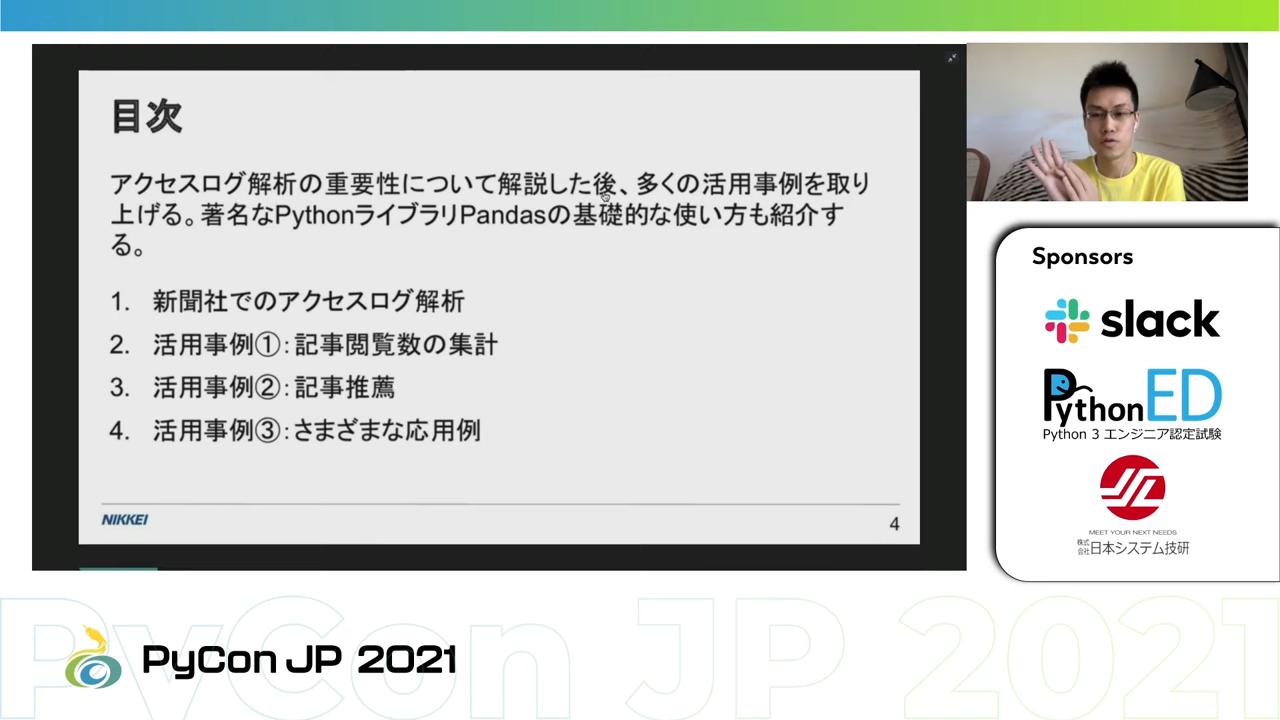 目次
アクセスログ解析の重要性について解説した後、多くの活用事例を取り
上げる。著名なPythonライブラリPandasの基礎的な使い方も紹介す
る。
1. 新聞社でのアクセスログ解析
2. 活用事例①：記事閲覧数の集計
3. 活用事例②：記事推薦
4. 活用事例③：さまざまな応用例
NIKKEI
4
Sponsors
slack
PythonED
Python 3 エンジニア認定試験
MEET YOUR NEXT NEEDS
株式会社日本システム技研
PyCon JP 2021
PyCon JP 2021